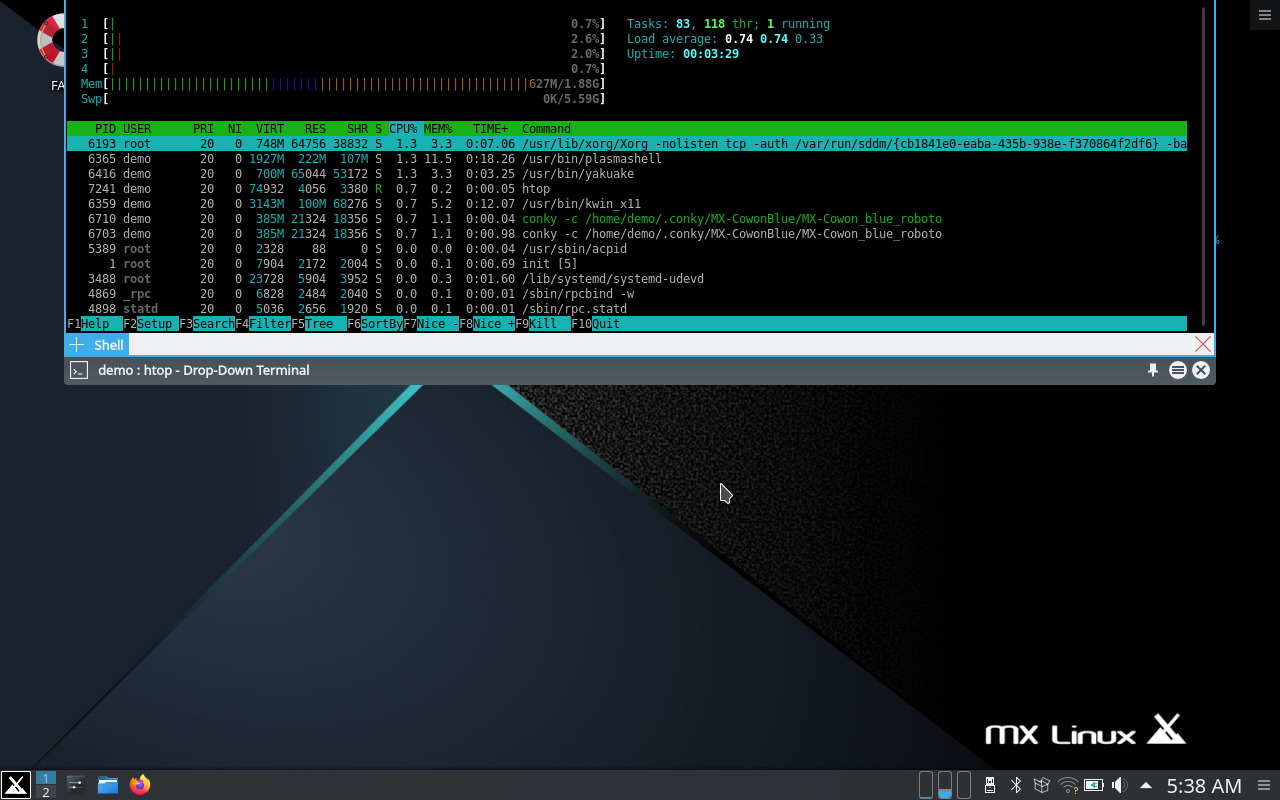 1 [| 0.7%] Tasks: 83, 118 thr; 1 running
2 [|| 2.6%] Load average: 0.74 0.74 0.33
3 [|| 2.0%] Uptime: 00:03:29
4 [| 0.7%]
Mem[||||||||||||||||||||||||||||||||||||||||||||||||||||||||||||627M/1.88G]
Swp[ 0K/5.59G]
PID USER PRI NI VIRT RES SHR S CPU% MEM% TIME+ Command
6193 root 20 0 748M 64756 38832 S 1.3 3.3 0:07.06 /usr/lib/xorg/Xorg -nolisten tcp -auth /var/run/sddm/{cb1841e0-eaba-435b-938e-f370864f2df6} -ba
6365 demo 20 0 1927M 222M 107M S 1.3 11.5 0:18.26 /usr/bin/plasmashell
6416 demo 20 0 700M 65044 53172 S 1.3 3.3 0:03.25 /usr/bin/yakuake
7241 demo 20 0 74932 4056 3380 R 0.7 0.2 0:00.05 htop
6359 demo 20 0 3143M 100M 68276 S 0.7 5.2 0:12.07 /usr/bin/kwin_x11
6710 demo 20 0 385M 21324 18356 S 0.7 1.1 0:00.04 conky -c /home/demo/.conky/MX-CowonBlue/MX-Cowon_blue_roboto
6703 demo 20 0 385M 21324 18356 S 0.7 1.1 0:00.98 conky -c /home/demo/.conky/MX-CowonBlue/MX-Cowon_blue_roboto
5389 root 20 0 2328 88 0 S 0.0 0.0 0:00.04 /usr/sbin/acpid
1 root 20 0 7904 2172 2004 S 0.0 0.1 0:00.69 init [5]
3488 root 20 0 23728 5904 3952 S 0.0 0.3 0:01.60 /lib/systemd/systemd-udevd
4869 _rpc 20 0 6828 2484 2040 S 0.0 0.1 0:00.01 /sbin/rpcbind -w
4898 statd 20 0 5036 2656 1920 S 0.0 0.1 0:00.01 /sbin/rpc.statd
F1Help F2Setup F3SearchF4FilterF5Tree F6SortByF7Nice -F8Nice +F9Kill F10Quit
Shell
demo : htop - Drop-Down Terminal
FA
%
MX Linux
1
2
5:38 AM